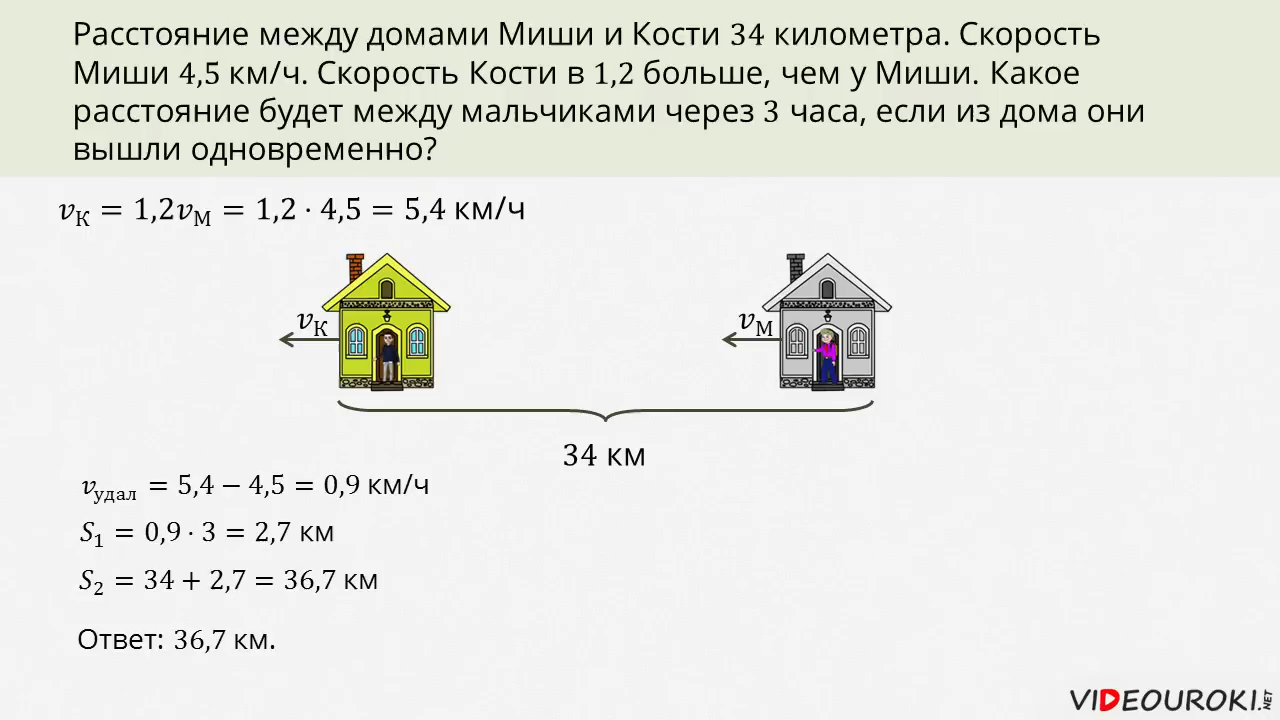 Расстояние между домами Миши и Кости 34 километра. Скорость
Миши 4,5 км/ч. Скорость Кости в 1,2 больше, чем у Миши. Какое
расстояние будет между мальчиками через 3 часа, если из дома они
вышли одновременно?
𝑣К = 1,2𝑣М = 1,2 · 4,5 = 5,4 км/ч
𝑣К
𝑣М
34 км
𝑣удал = 5,4 − 4,5 = 0,9 км/ч
𝑆1 = 0,9 · 3 = 2,7 км
𝑆2 = 34 + 2,7 = 36,7 км
Ответ: 36,7 км.
VIDEOUROKI.NET